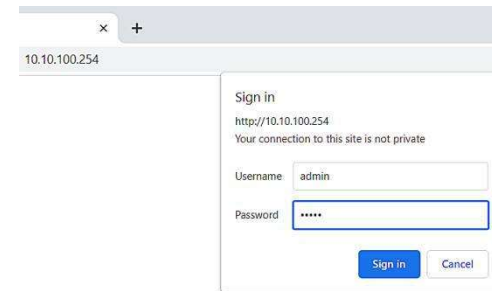 10.10.100.254
Sign in
http://10.10.100.254
Your connection to this site is not private
Username admin
Password •••••
Sign in Cancel